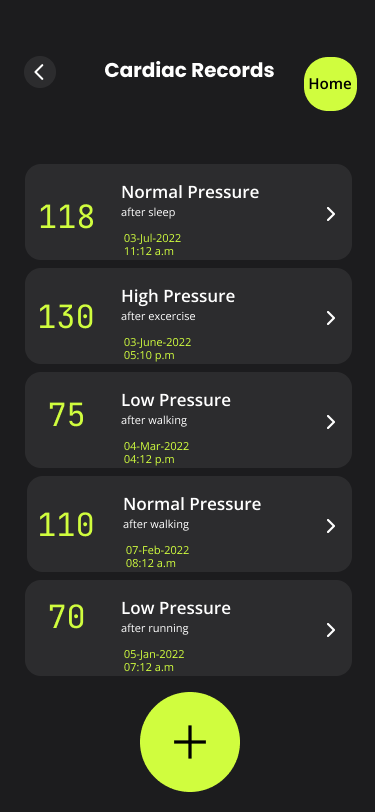 Cardiac Records
Home
118
Normal Pressure
after sleep
03-Jul-2022
11:12 a.m
130
High Pressure
after excercise
03-June-2022
05:10 p.m
75
Low Pressure
after walking
04-Mar-2022
04:12 p.m
110
Normal Pressure
after walking
07-Feb-2022
08:12 a.m
70
Low Pressure
after running
05-Jan-2022
07:12 a.m